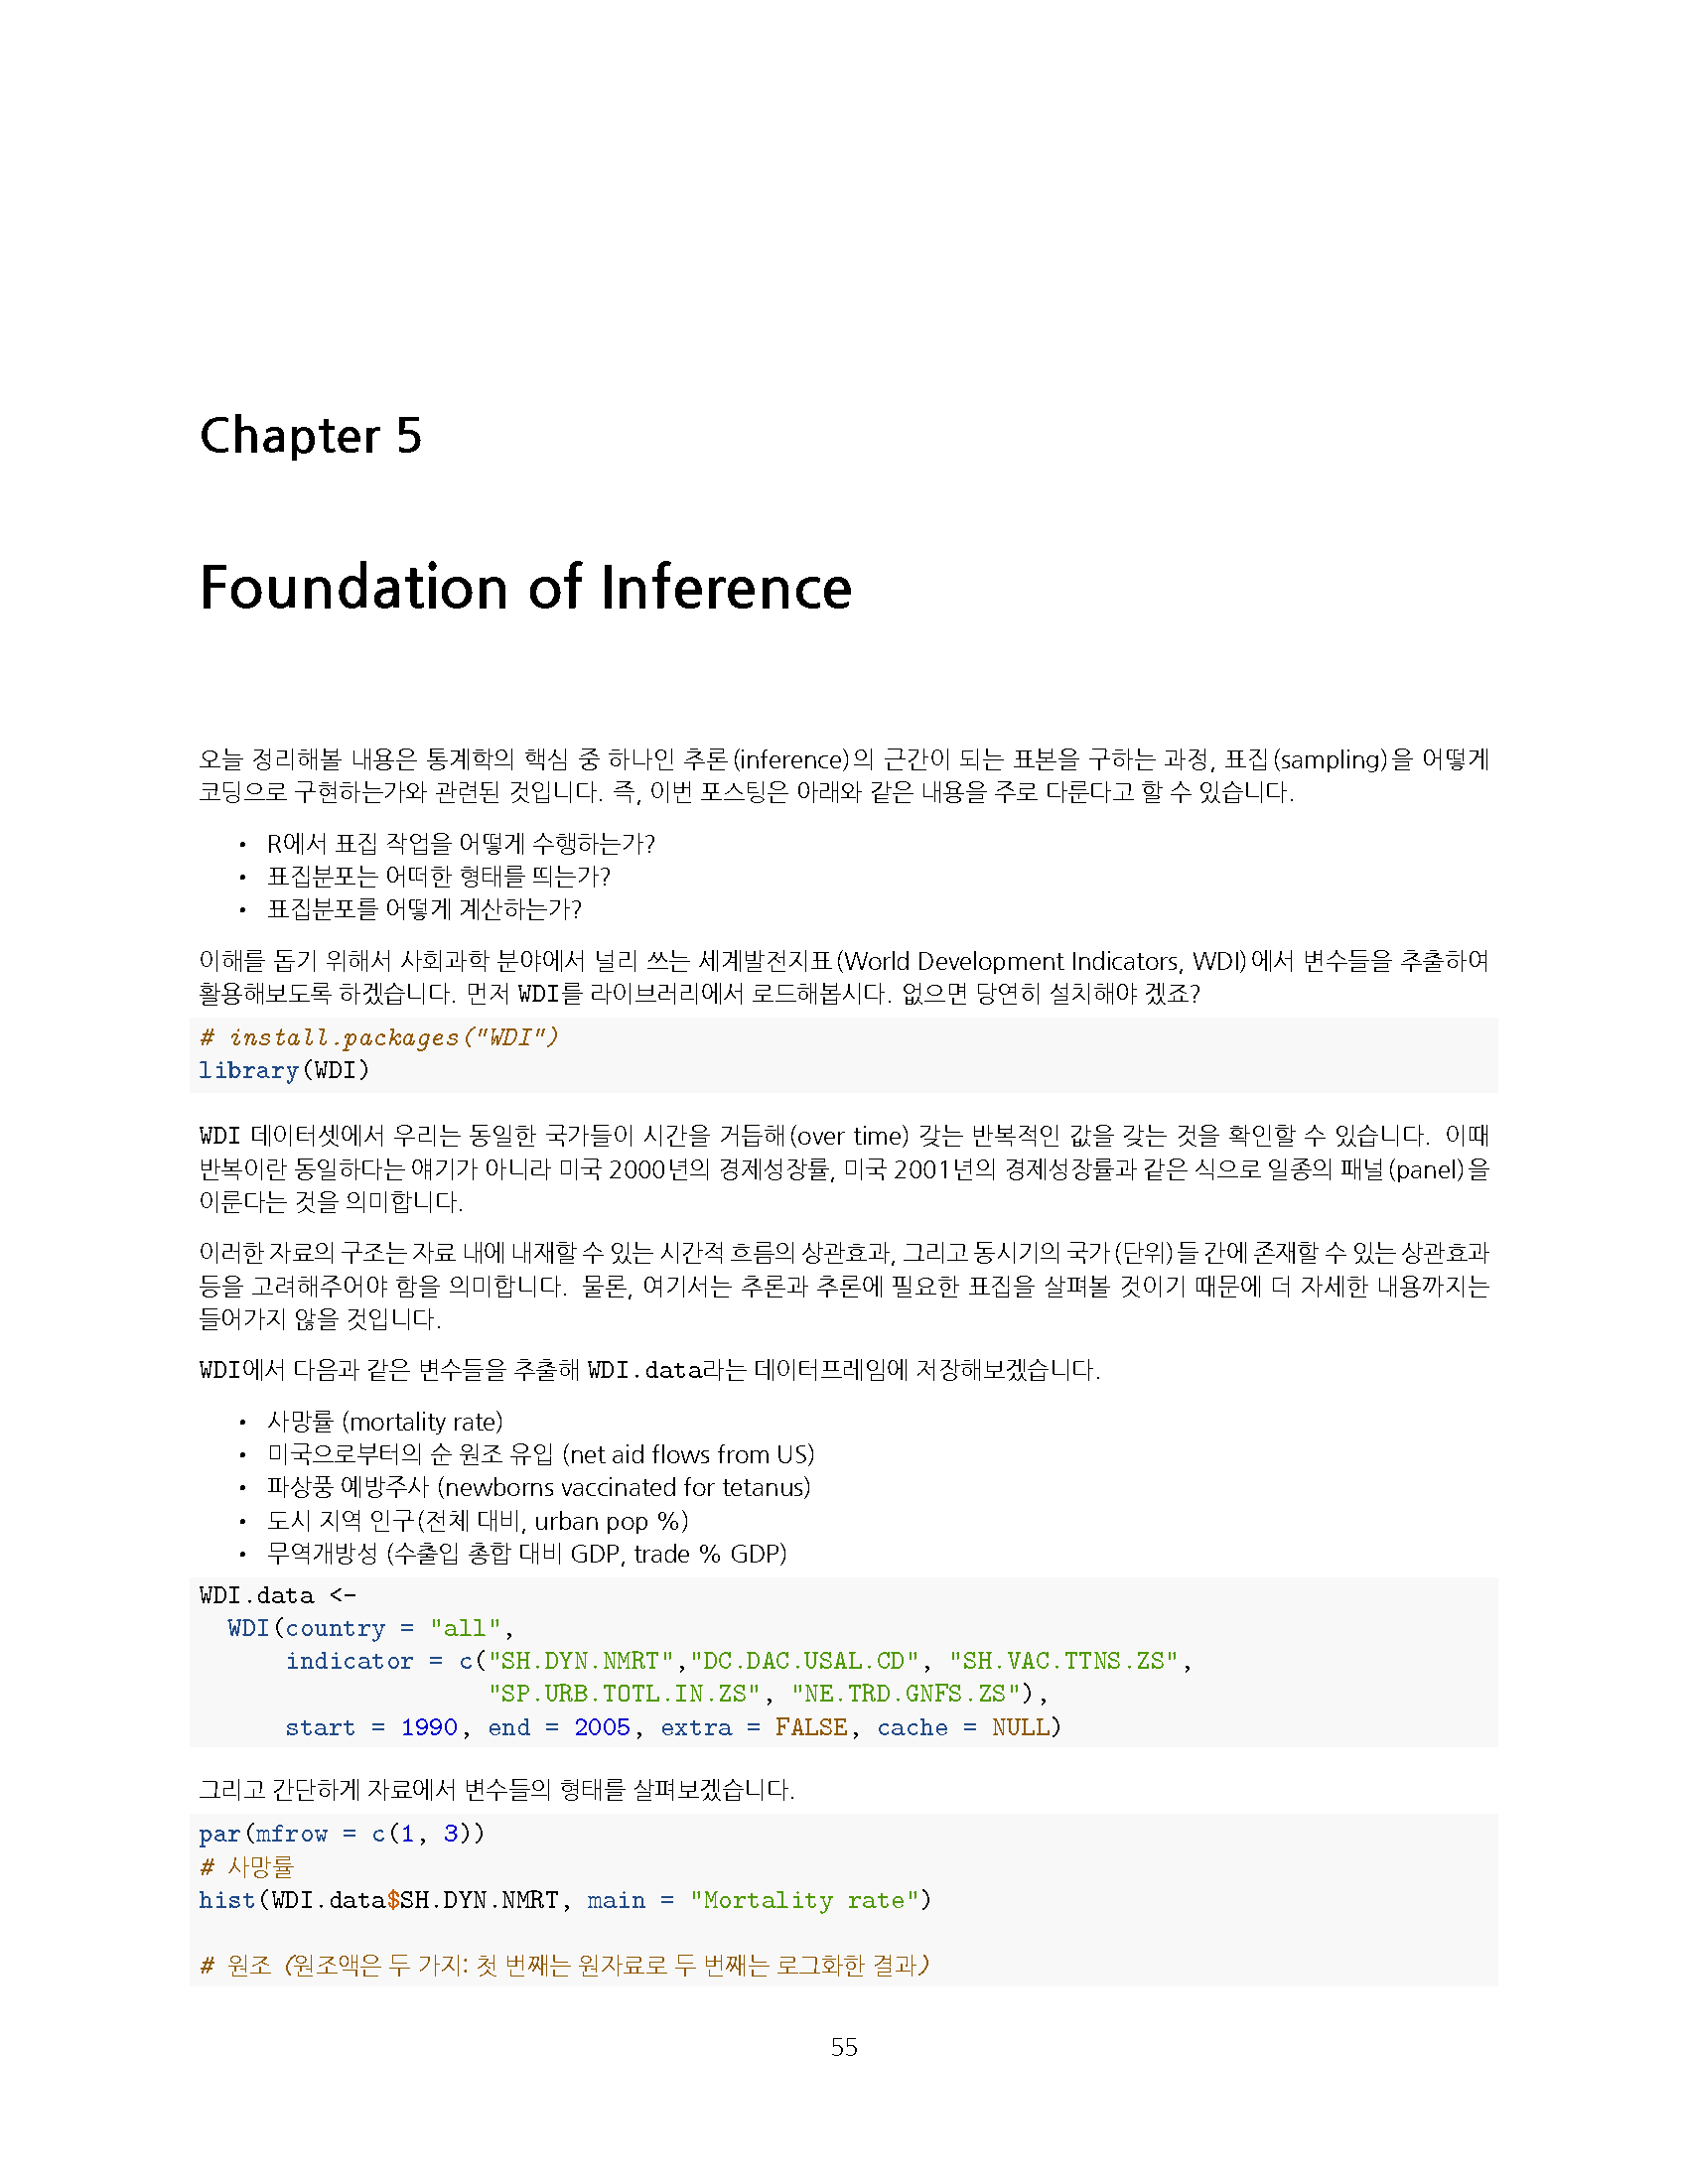 Chapter 5
Foundation of Inference
오늘 정리해볼 내용은 통계학의 핵심 중 하나인 추론(inference)의 근간이 되는 표본을 구하는 과정, 표집(sampling)을 어떻게
코딩으로 구현하는가와 관련된 것입니다. 즉, 이번 포스팅은 아래와 같은 내용을 주로 다룬다고 할 수 있습니다.
• R에서 표집 작업을 어떻게 수행하는가?
• 표집분포는 어떠한 형태를 띄는가?
• 표집분포를 어떻게 계산하는가?
이해를 돕기 위해서 사회과학 분야에서 널리 쓰는 세계발전지표(World Development Indicators, WDI)에서 변수들을 추출하여
활용해보도록 하겠습니다. 먼저 WDI를 라이브러리에서 로드해봅시다. 없으면 당연히 설치해야 겠죠?
# install.packages("WDI")
library(WDI)
WDI 데이터셋에서 우리는 동일한 국가들이 시간을 거듭해(over time) 갖는 반복적인 값을 갖는 것을 확인할 수 있습니다. 이때
반복이란 동일하다는 얘기가 아니라 미국 2000년의 경제성장률, 미국 2001년의 경제성장률과 같은 식으로 일종의 패널(panel)을
이룬다는 것을 의미합니다.
이러한 자료의 구조는 자료 내에 내재할 수 있는 시간적 흐름의 상관효과, 그리고 동시기의 국가(단위)들 간에 존재할 수 있는 상관효과
등을 고려해주어야 함을 의미합니다. 물론, 여기서는 추론과 추론에 필요한 표집을 살펴볼 것이기 때문에 더 자세한 내용까지는
들어가지 않을 것입니다.
WDI에서 다음과 같은 변수들을 추출해 WDI.data라는 데이터프레임에 저장해보겠습니다.
• 사망률 (mortality rate)
• 미국으로부터의 순 원조 유입 (net aid flows from US)
• 파상풍 예방주사 (newborns vaccinated for tetanus)
• 도시 지역 인구(전체 대비, urban pop %)
• 무역개방성 (수출입 총합 대비 GDP, trade % GDP)
WDI.data <-
  WDI(country = "all",
      indicator = c("SH.DYN.NMRT","DC.DAC.USAL.CD", "SH.VAC.TTNS.ZS",
                    "SP.URB.TOTL.IN.ZS", "NE.TRD.GNFS.ZS"),
      start = 1990, end = 2005, extra = FALSE, cache = NULL)
그리고 간단하게 자료에서 변수들의 형태를 살펴보겠습니다.
par(mfrow = c(1, 3))
# 사망률
hist(WDI.data$SH.DYN.NMRT, main = "Mortality rate")
# 원조 (원조액은 두 가지: 첫 번째는 원자료로 두 번째는 로그화한 결과)
55